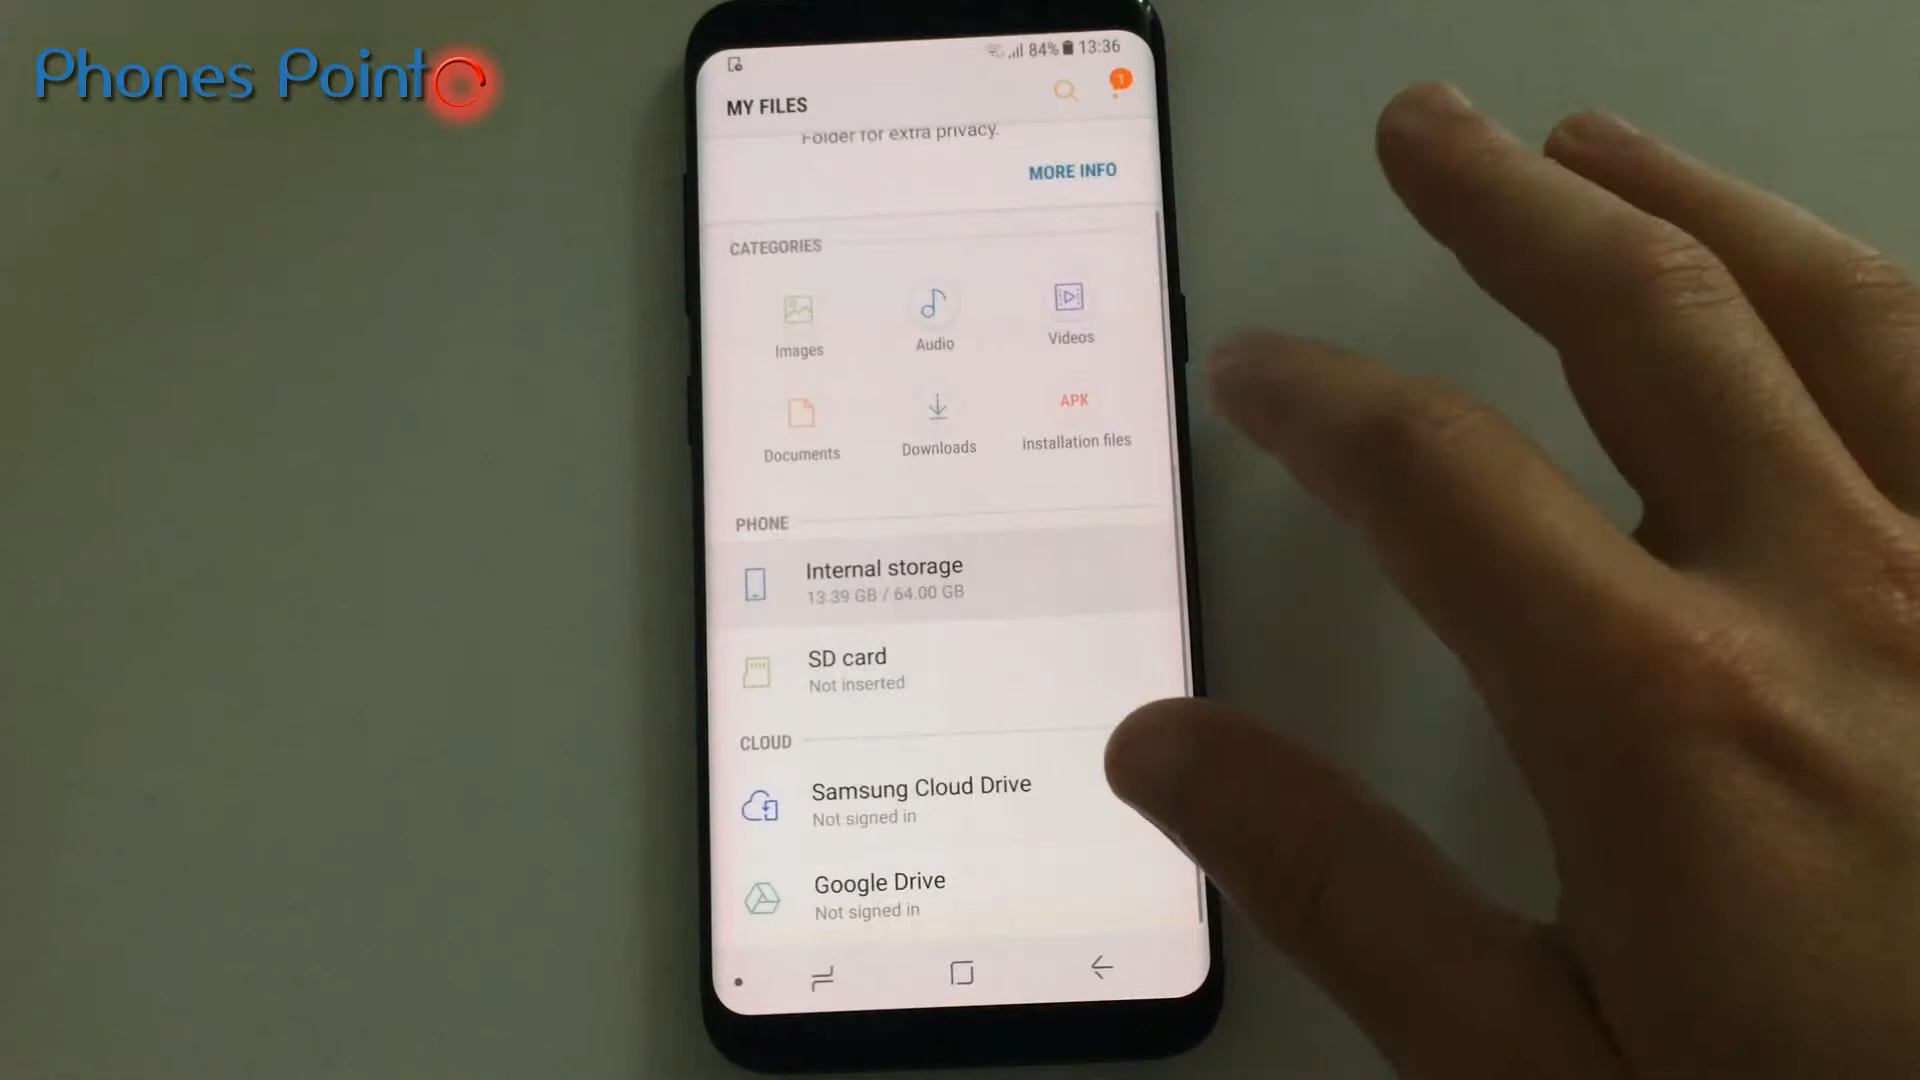 Phones Point
84% 13:36
MY FILES
1
Folder for extra privacy.
MORE INFO
CATEGORIES
Images
Audio
Videos
Documents
Downloads
APK
Installation files
PHONE
Internal storage
13.39 GB / 64.00 GB
SD card
Not inserted
CLOUD
Samsung Cloud Drive
Not signed in
Google Drive
Not signed in